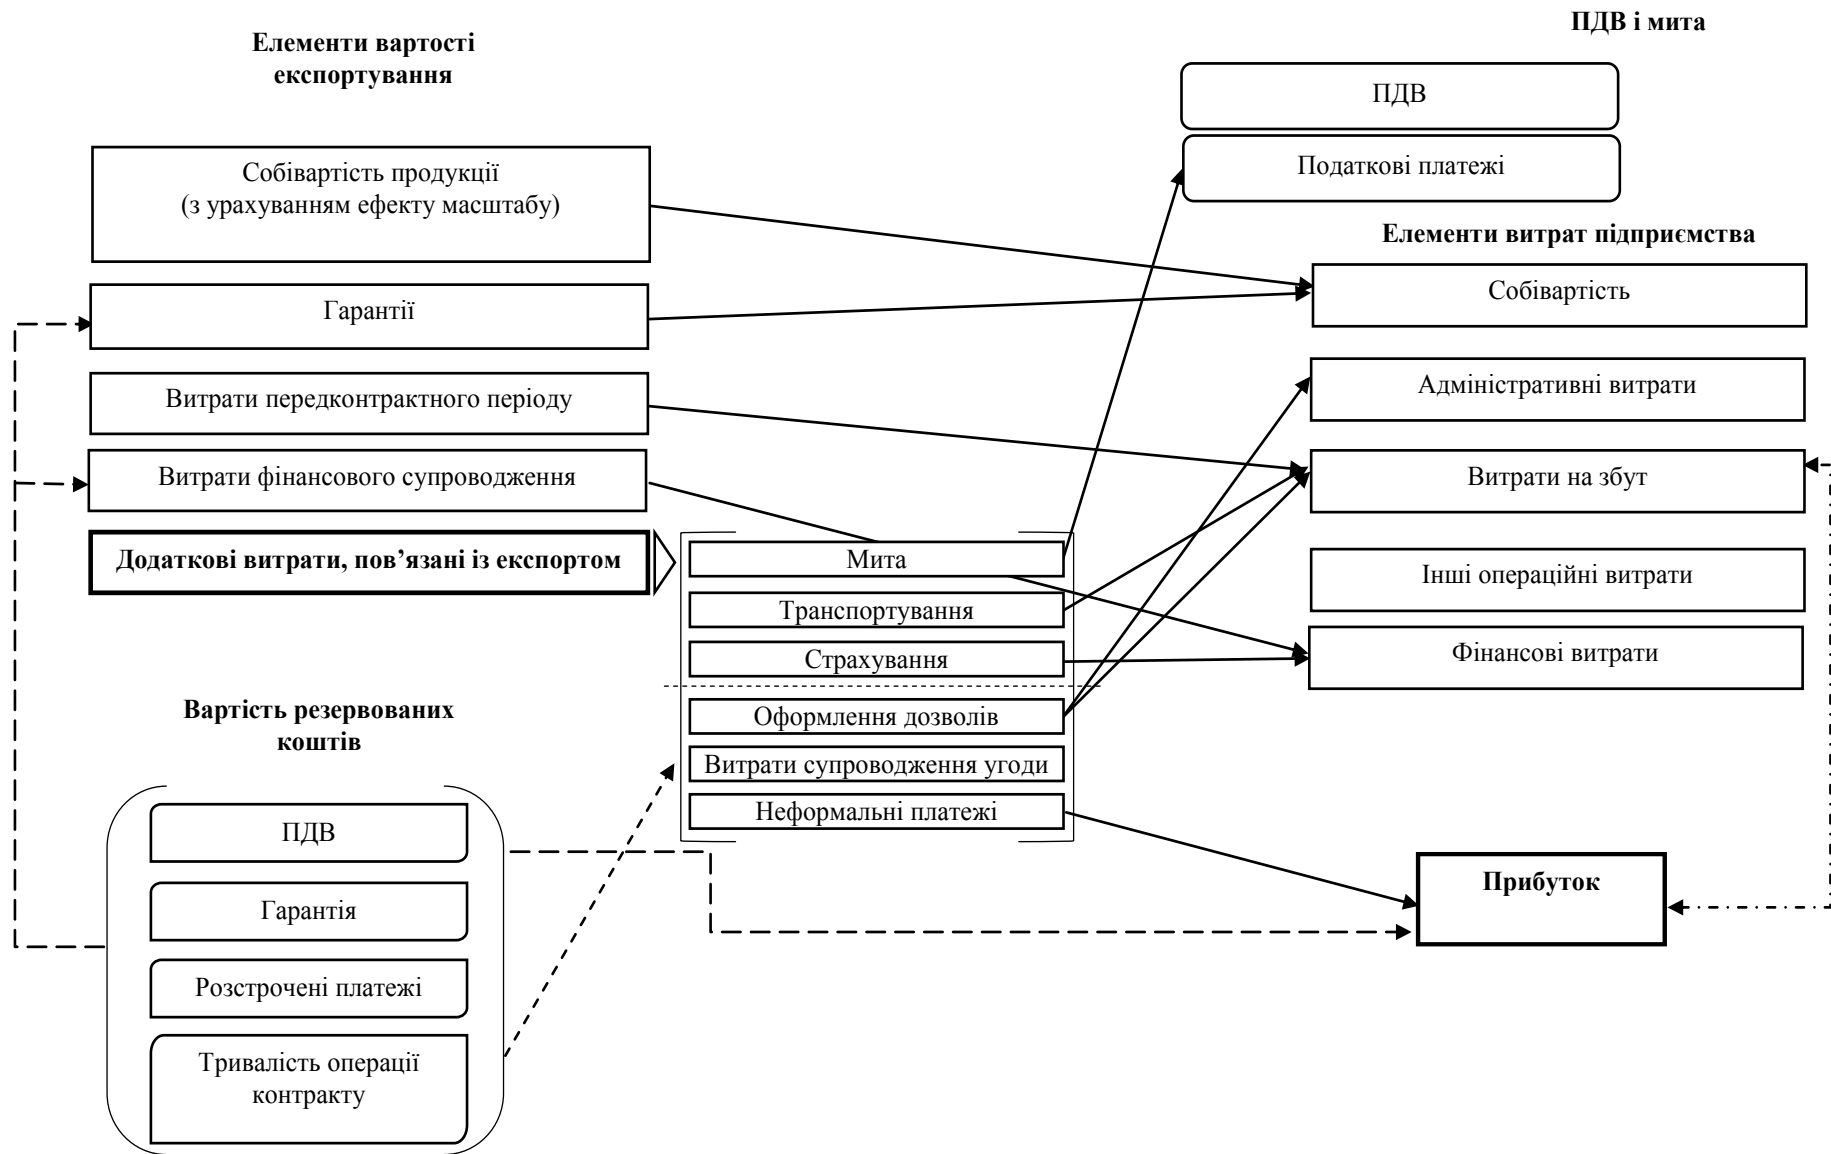 Елементи вартості
експортування
Собівартість продукції
(з урахуванням ефекту масштабу)
Гарантії
Витрати передконтрактного періоду
Витрати фінансового супроводження
Додаткові витрати, пов’язані із експортом
Вартість резервованих
коштів
ПДВ
Гарантія
Розстрочені платежі
Тривалість операції
контракту
Мита
Транспортування
Страхування
Оформлення дозволів
Витрати супроводження угоди
Неформальні платежі
ПДВ і мита
ПДВ
Податкові платежі
Елементи витрат підприємства
Собівартість
Адміністративні витрати
Витрати на збут
Інші операційні витрати
Фінансові витрати
Прибуток